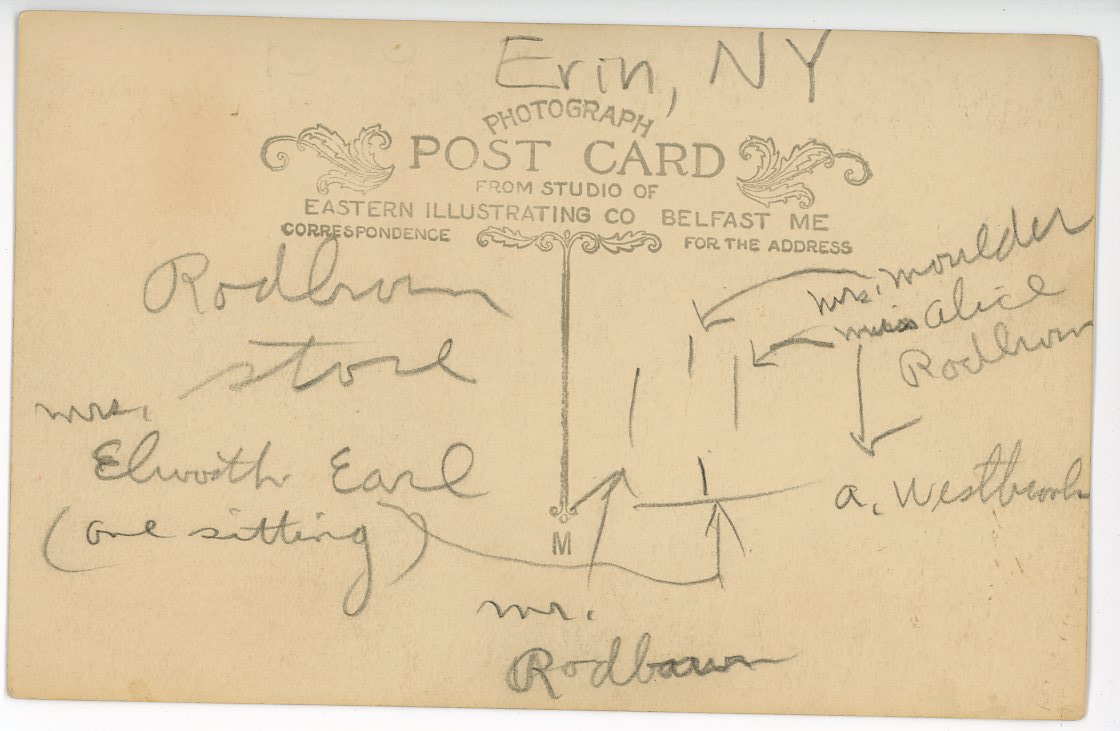 Erin, NY
PHOTOGRAPH
POST CARD
FROM STUDIO OF
EASTERN ILLUSTRATING CO BELFAST ME
CORRESPONDENCE FOR THE ADDRESS
Rodbourn
store
mrs.
Elworth Earl
(one sitting)
mrs. moulder
miss alice
Rodbourn
a. Westbrook
M
mr.
Rodbourn